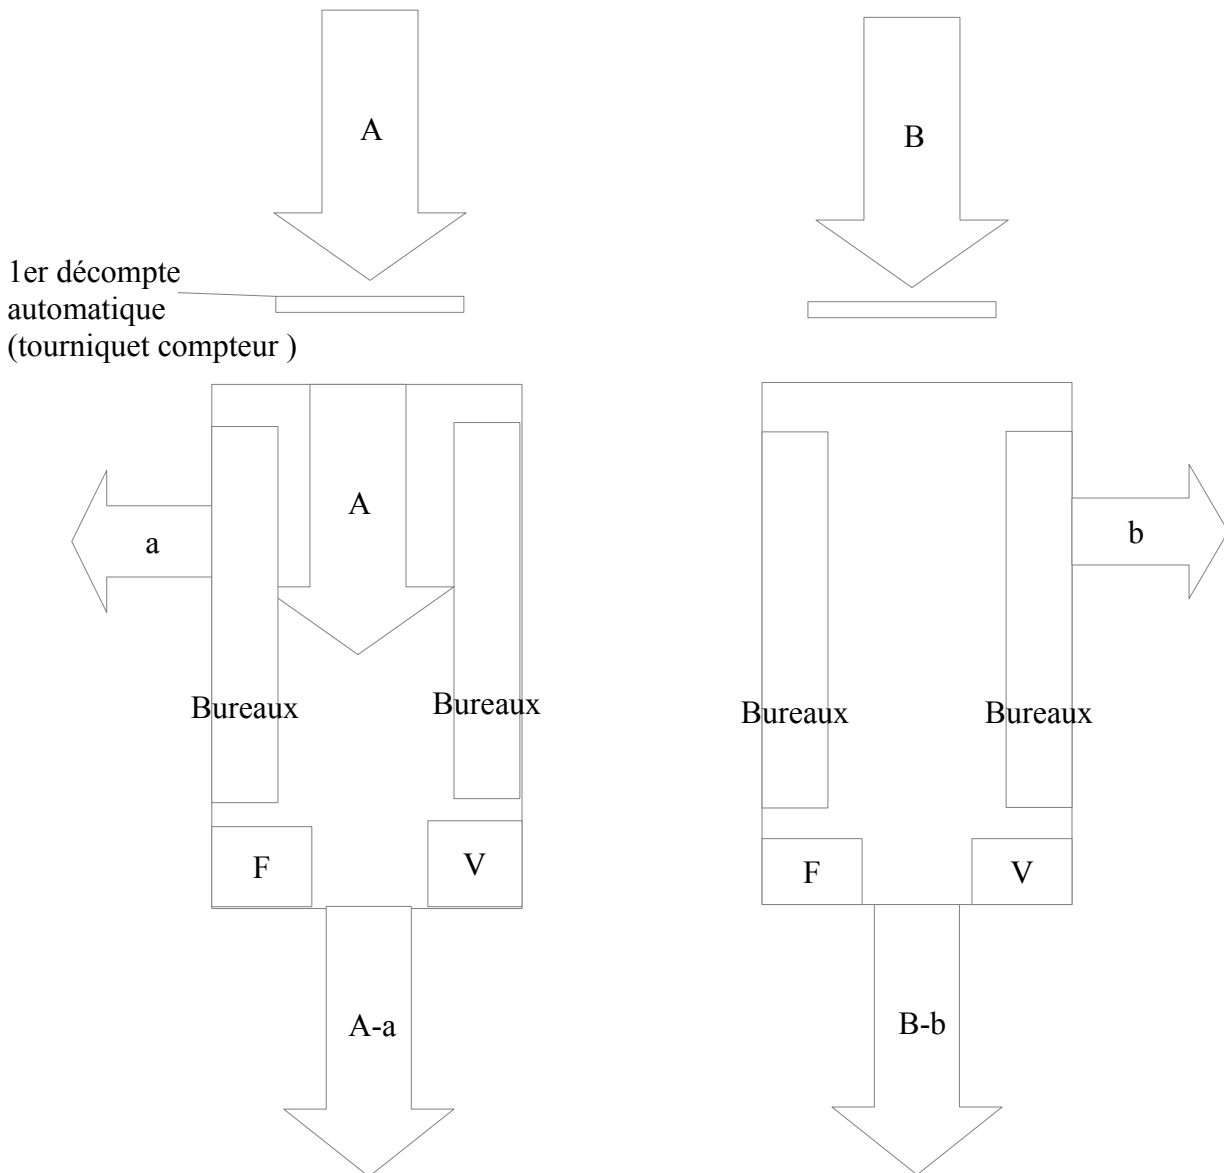 A
B
1er décompte
automatique
(tourniquet compteur )
A
a
b
Bureaux
Bureaux
Bureaux
Bureaux
F
V
F
V
A-a
B-b